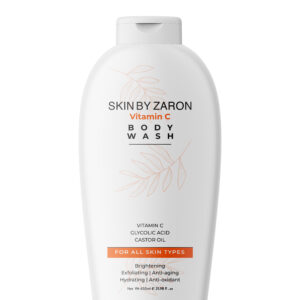 SKIN BY ZARON
Vitamin C
BODY
WASH
VITAMIN C
GLYCOLIC ACID
CASTOR OIL
FOR ALL SKIN TYPES
Brightening
Exfoliating | Anti-aging
Hydrating | Anti-oxidant